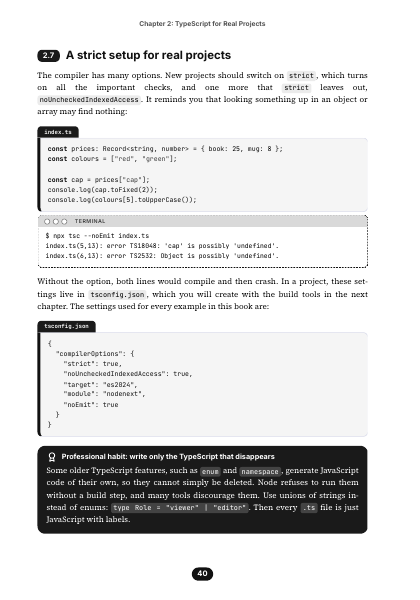 Chapter 2: TypeScript for Real Projects
2.7 A strict setup for real projects
The compiler has many options. New projects should switch on strict, which turns
on all the important checks, and one more that strict leaves out,
noUncheckedIndexedAccess. It reminds you that looking something up in an object or
array may find nothing:
index.ts
const prices: Record<string, number> = { book: 25, mug: 8 };
const colours = ["red", "green"];
const cap = prices["cap"];
console.log(cap.toFixed(2));
console.log(colours[5].toUpperCase());
TERMINAL
$ npx tsc --noEmit index.ts
index.ts(5,13): error TS18048: 'cap' is possibly 'undefined'.
index.ts(6,13): error TS2532: Object is possibly 'undefined'.
Without the option, both lines would compile and then crash. In a project, these set-
tings live in tsconfig.json, which you will create with the build tools in the next
chapter. The settings used for every example in this book are:
tsconfig.json
{
"compilerOptions": {
"strict": true,
"noUncheckedIndexedAccess": true,
"target": "es2024",
"module": "nodenext",
"noEmit": true
}
}
Professional habit: write only the TypeScript that disappears
Some older TypeScript features, such as enum and namespace, generate JavaScript
code of their own, so they cannot simply be deleted. Node refuses to run them
without a build step, and many tools discourage them. Use unions of strings in-
stead of enums: type Role = "viewer" | "editor". Then every .ts file is just
JavaScript with labels.
40